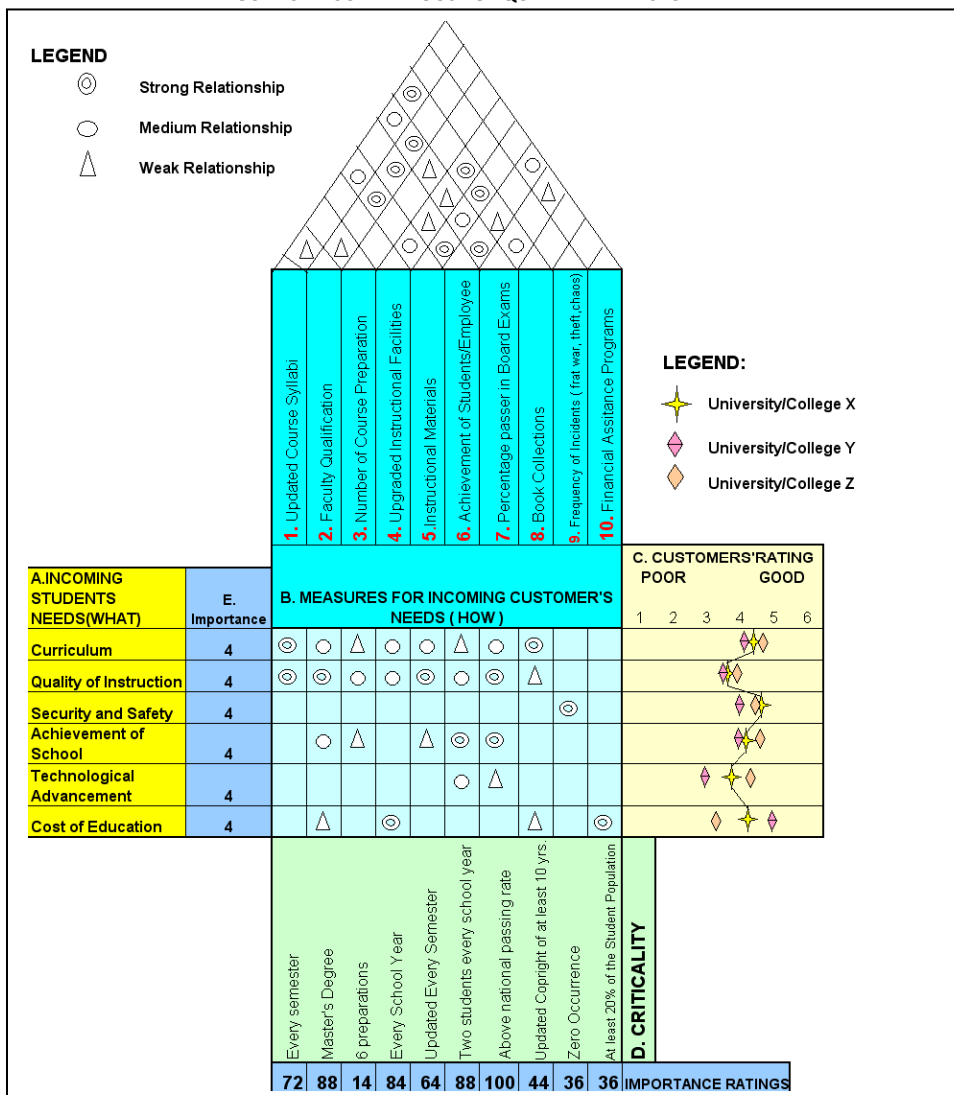 LEGEND
Strong Relationship
Medium Relationship
Weak Relationship
1. Updated Course Syllabi
2. Faculty Qualification
3. Number of Course Preparation
4. Upgraded Instructional Facilities
5.Instructional Materials
6. Achievement of Students/Employee
7. Percentage passer in Board Exams
8. Book Collections
9. Frequency of Incidents ( frat war, theft,chaos)
10. Financial Assitance Programs
LEGEND:
University/College X
University/College Y
University/College Z
A.INCOMING
STUDENTS
NEEDS(WHAT)
E.
Importance
B. MEASURES FOR INCOMING CUSTOMER'S
NEEDS ( HOW )
C. CUSTOMERS'RATING
POOR GOOD
1 2 3 4 5 6
Curriculum 4
Quality of Instruction 4
Security and Safety 4
Achievement of
School 4
Technological
Advancement 4
Cost of Education 4
Every semester
Master's Degree
6 preparations
Every School Year
Updated Every Semester
Two students every school year
Above national passing rate
Updated Copright of at least 10 yrs.
Zero Occurrence
At least 20% of the Student Population
D. CRITICALITY
72 88 14 84 64 88 100 44 36 36 IMPORTANCE RATINGS